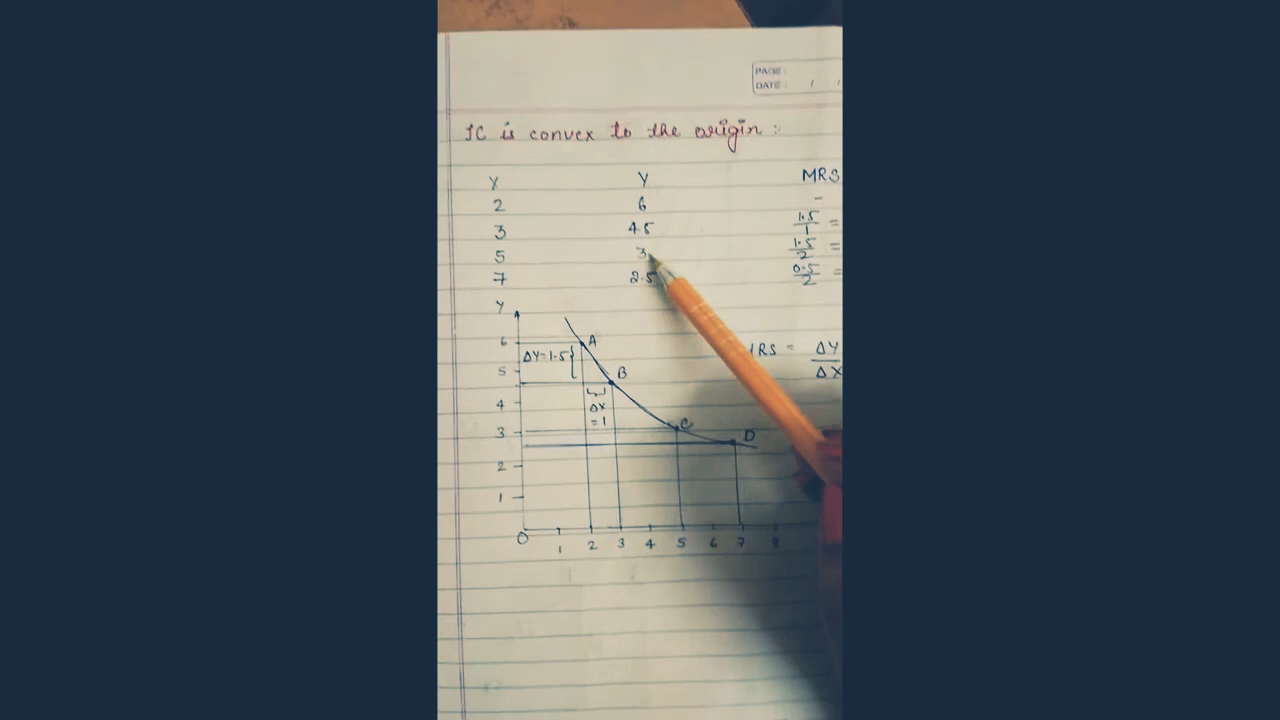 PAGE :
DATE : / /
IC is convex to the origin :
X Y MRS
2 6 -
3 4.5 1.5/1 =
5 3 1.5/2 =
7 2.5 0.5/2 =
Y
6 A
ΔY=1.5 {
5 B
4 ΔX
= 1
3 C
D
2
1
0 1 2 3 4 5 6 7 8
RS = ΔY/ΔX